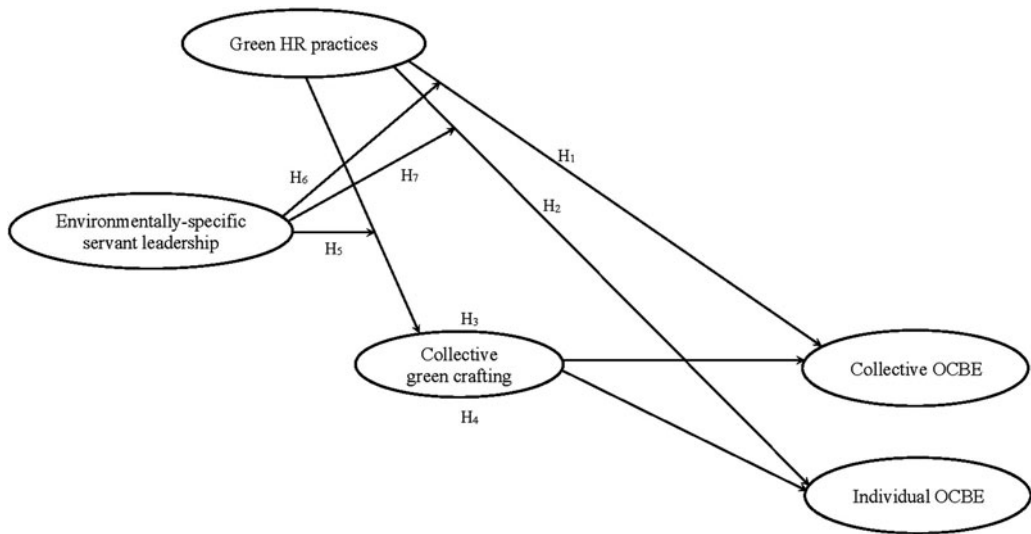 Green HR practices
H1
H6
H7
H2
Environmentally-specific
servant leadership
H5
H3
Collective
green crafting
H4
Collective OCBE
Individual OCBE